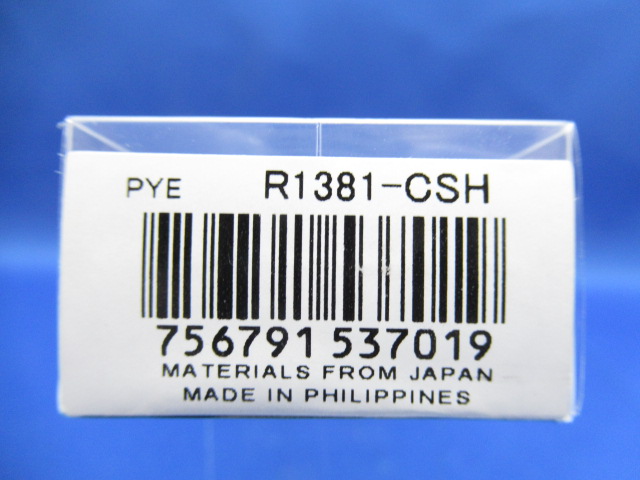 PYE R1381-CSH
756791 537019
MATERIALS FROM JAPAN
MADE IN PHILIPPINES